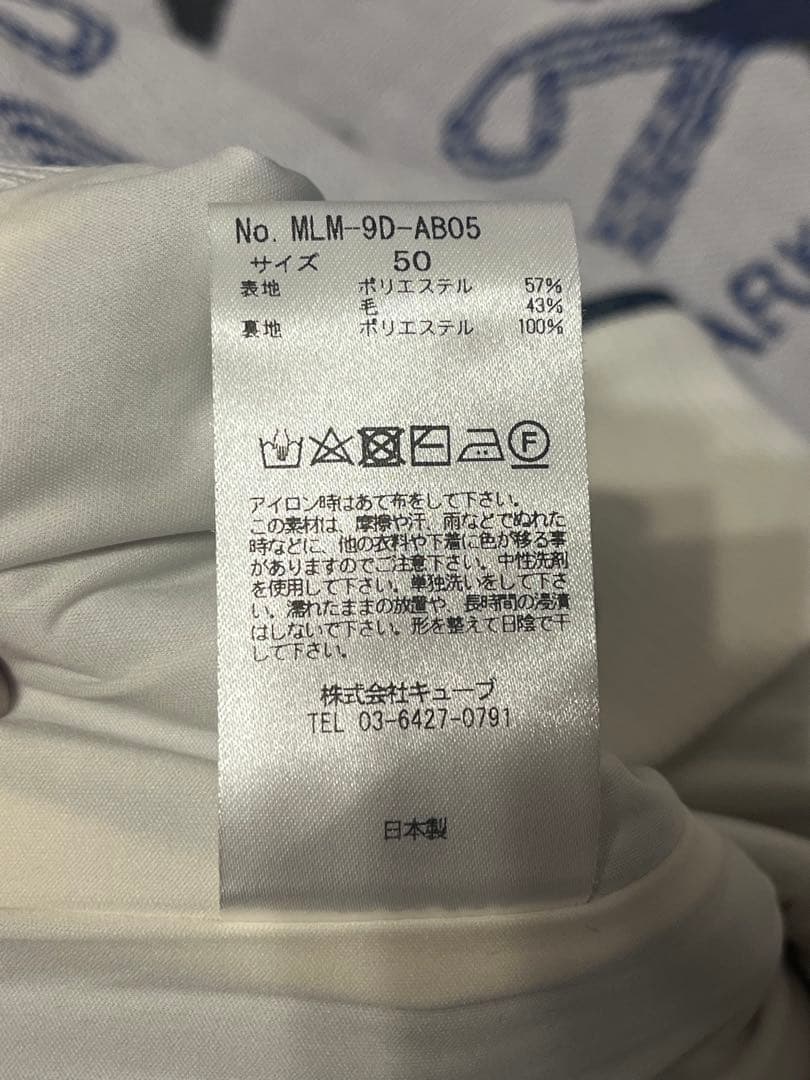 No. MLM-9D-AB05
サイズ 50
表地 ポリエステル 57%
毛 43%
裏地 ポリエステル 100%
F
アイロン時はあて布をして下さい。
この素材は、摩擦や汗、雨などでぬれた
時などに、他の衣料や下着に色が移る事
がありますのでご注意下さい。中性洗剤
を使用して下さい。単独洗いをして下さ
い。濡れたままの放置や、長時間の浸漬
はしないで下さい。形を整えて日陰で干
して下さい。
株式会社キューブ
TEL 03-6427-0791
日本製